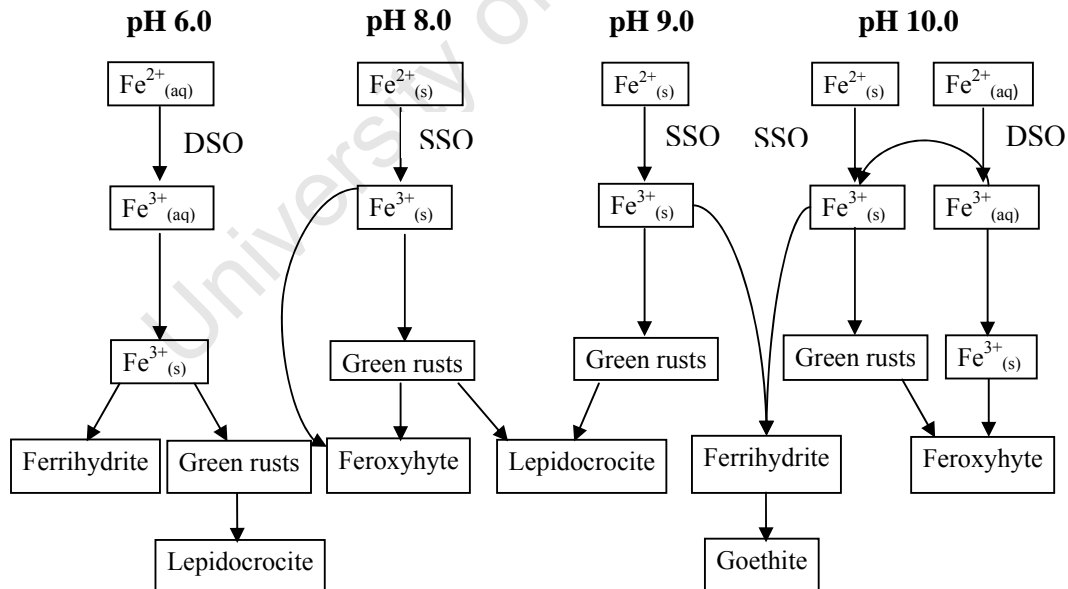 pH 6.0 pH 8.0 pH 9.0 pH 10.0
Fe2+(aq) Fe2+(s) Fe2+(s) Fe2+(s) Fe2+(aq)
DSO SSO SSO SSO DSO
Fe3+(aq) Fe3+(s) Fe3+(s) Fe3+(s) Fe3+(aq)
Fe3+(s) Green rusts Green rusts Green rusts Fe3+(s)
Ferrihydrite Green rusts Feroxyhyte Lepidocrocite Ferrihydrite Feroxyhyte
Lepidocrocite Goethite
University of